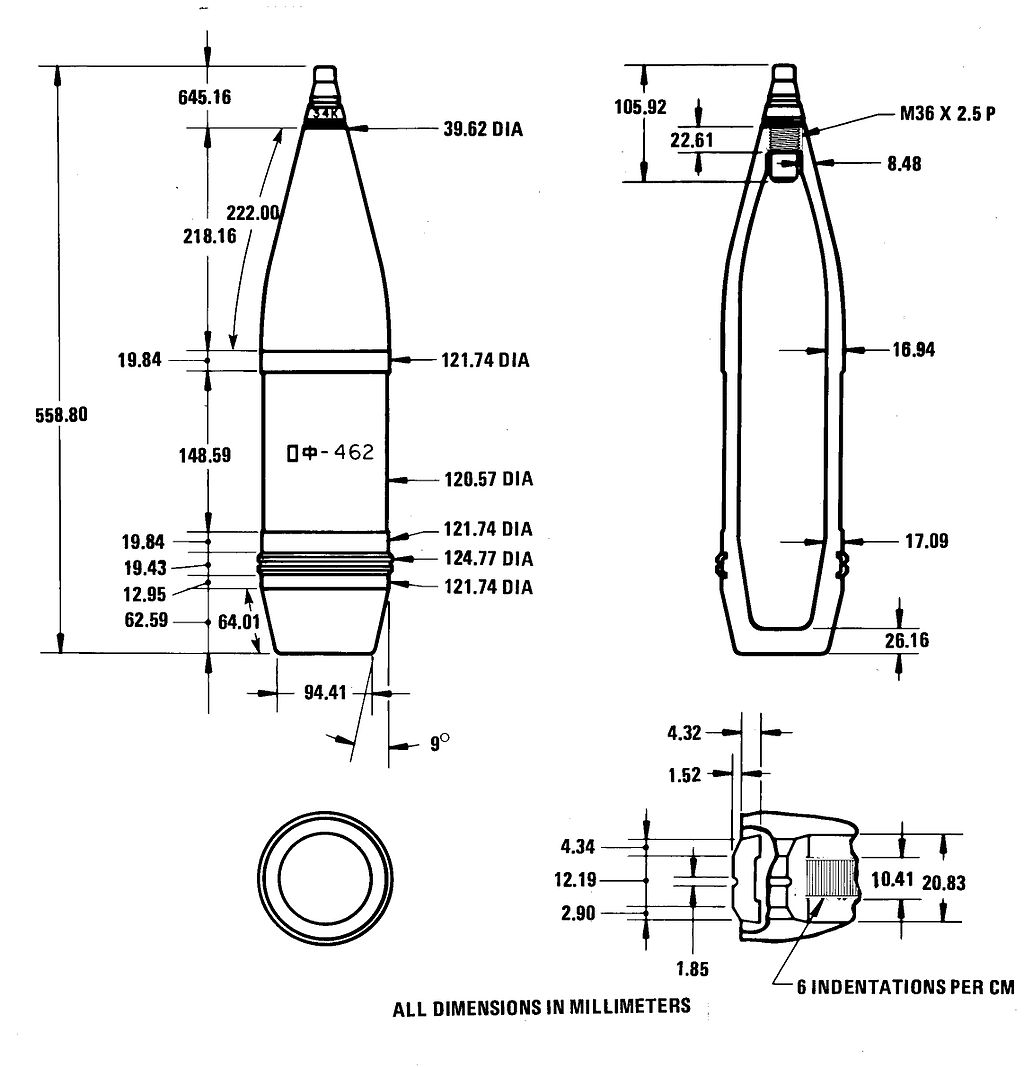 645.16
3.4K
39.62 DIA
222.00
218.16
19.84
121.74 DIA
558.80
148.59
ОФ-462
120.57 DIA
121.74 DIA
19.84
124.77 DIA
19.43
121.74 DIA
12.95
62.59
64.01
94.41
9°
105.92
M36 X 2.5 P
22.61
8.48
16.94
17.09
26.16
4.32
1.52
4.34
12.19
10.41
20.83
2.90
1.85
6 INDENTATIONS PER CM
ALL DIMENSIONS IN MILLIMETERS